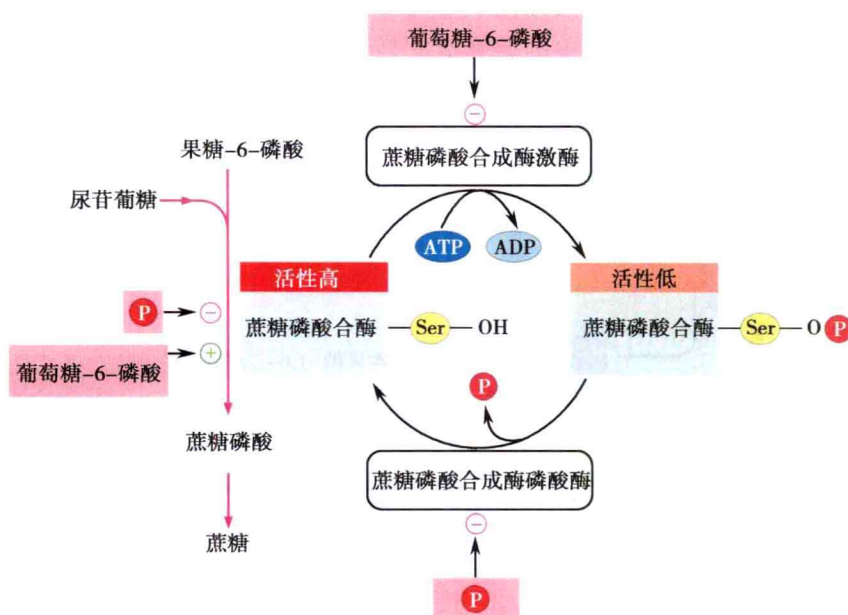 葡萄糖-6-磷酸
−
蔗糖磷酸合成酶激酶
果糖-6-磷酸
尿苷葡糖
ATP
ADP
活性高
活性低
P
−
蔗糖磷酸合酶
Ser
OH
蔗糖磷酸合酶
Ser
O
P
葡萄糖-6-磷酸
+
P
蔗糖磷酸
蔗糖磷酸合成酶磷酸酶
−
蔗糖
P